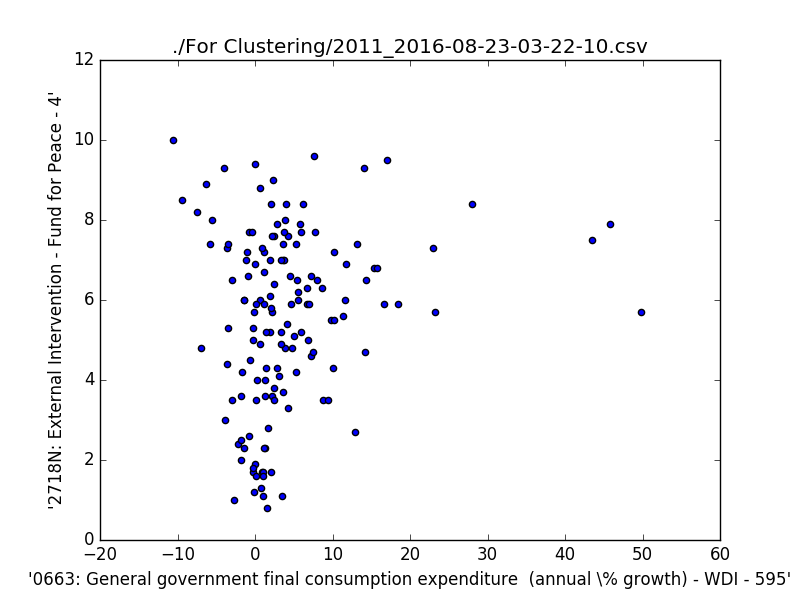 ./For Clustering/2011_2016-08-23-03-22-10.csv
12
10
8
6
4
2
0
'2718N: External Intervention - Fund for Peace - 4'
−20 −10 0 10 20 30 40 50 60
'0663: General government final consumption expenditure  (annual \% growth) - WDI - 595'